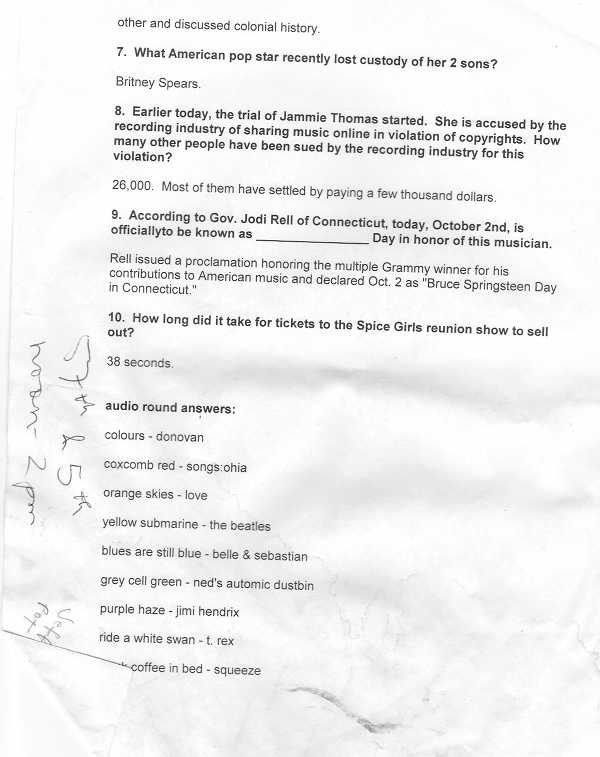 other and discussed colonial history.
7. What American pop star recently lost custody of her 2 sons?
Britney Spears.
8. Earlier today, the trial of Jammie Thomas started. She is accused by the
recording industry of sharing music online in violation of copyrights. How
many other people have been sued by the recording industry for this
violation?
26,000. Most of them have settled by paying a few thousand dollars.
9. According to Gov. Jodi Rell of Connecticut, today, October 2nd, is
officiallyto be known as ________________ Day in honor of this musician.
Rell issued a proclamation honoring the multiple Grammy winner for his
contributions to American music and declared Oct. 2 as "Bruce Springsteen Day
in Connecticut."
10. How long did it take for tickets to the Spice Girls reunion show to sell
out?
38 seconds.
audio round answers:
colours - donovan
coxcomb red - songs:ohia
orange skies - love
yellow submarine - the beatles
blues are still blue - belle & sebastian
grey cell green - ned's automic dustbin
purple haze - jimi hendrix
ride a white swan - t. rex
coffee in bed - squeeze
& 5th
noon - 2 pm